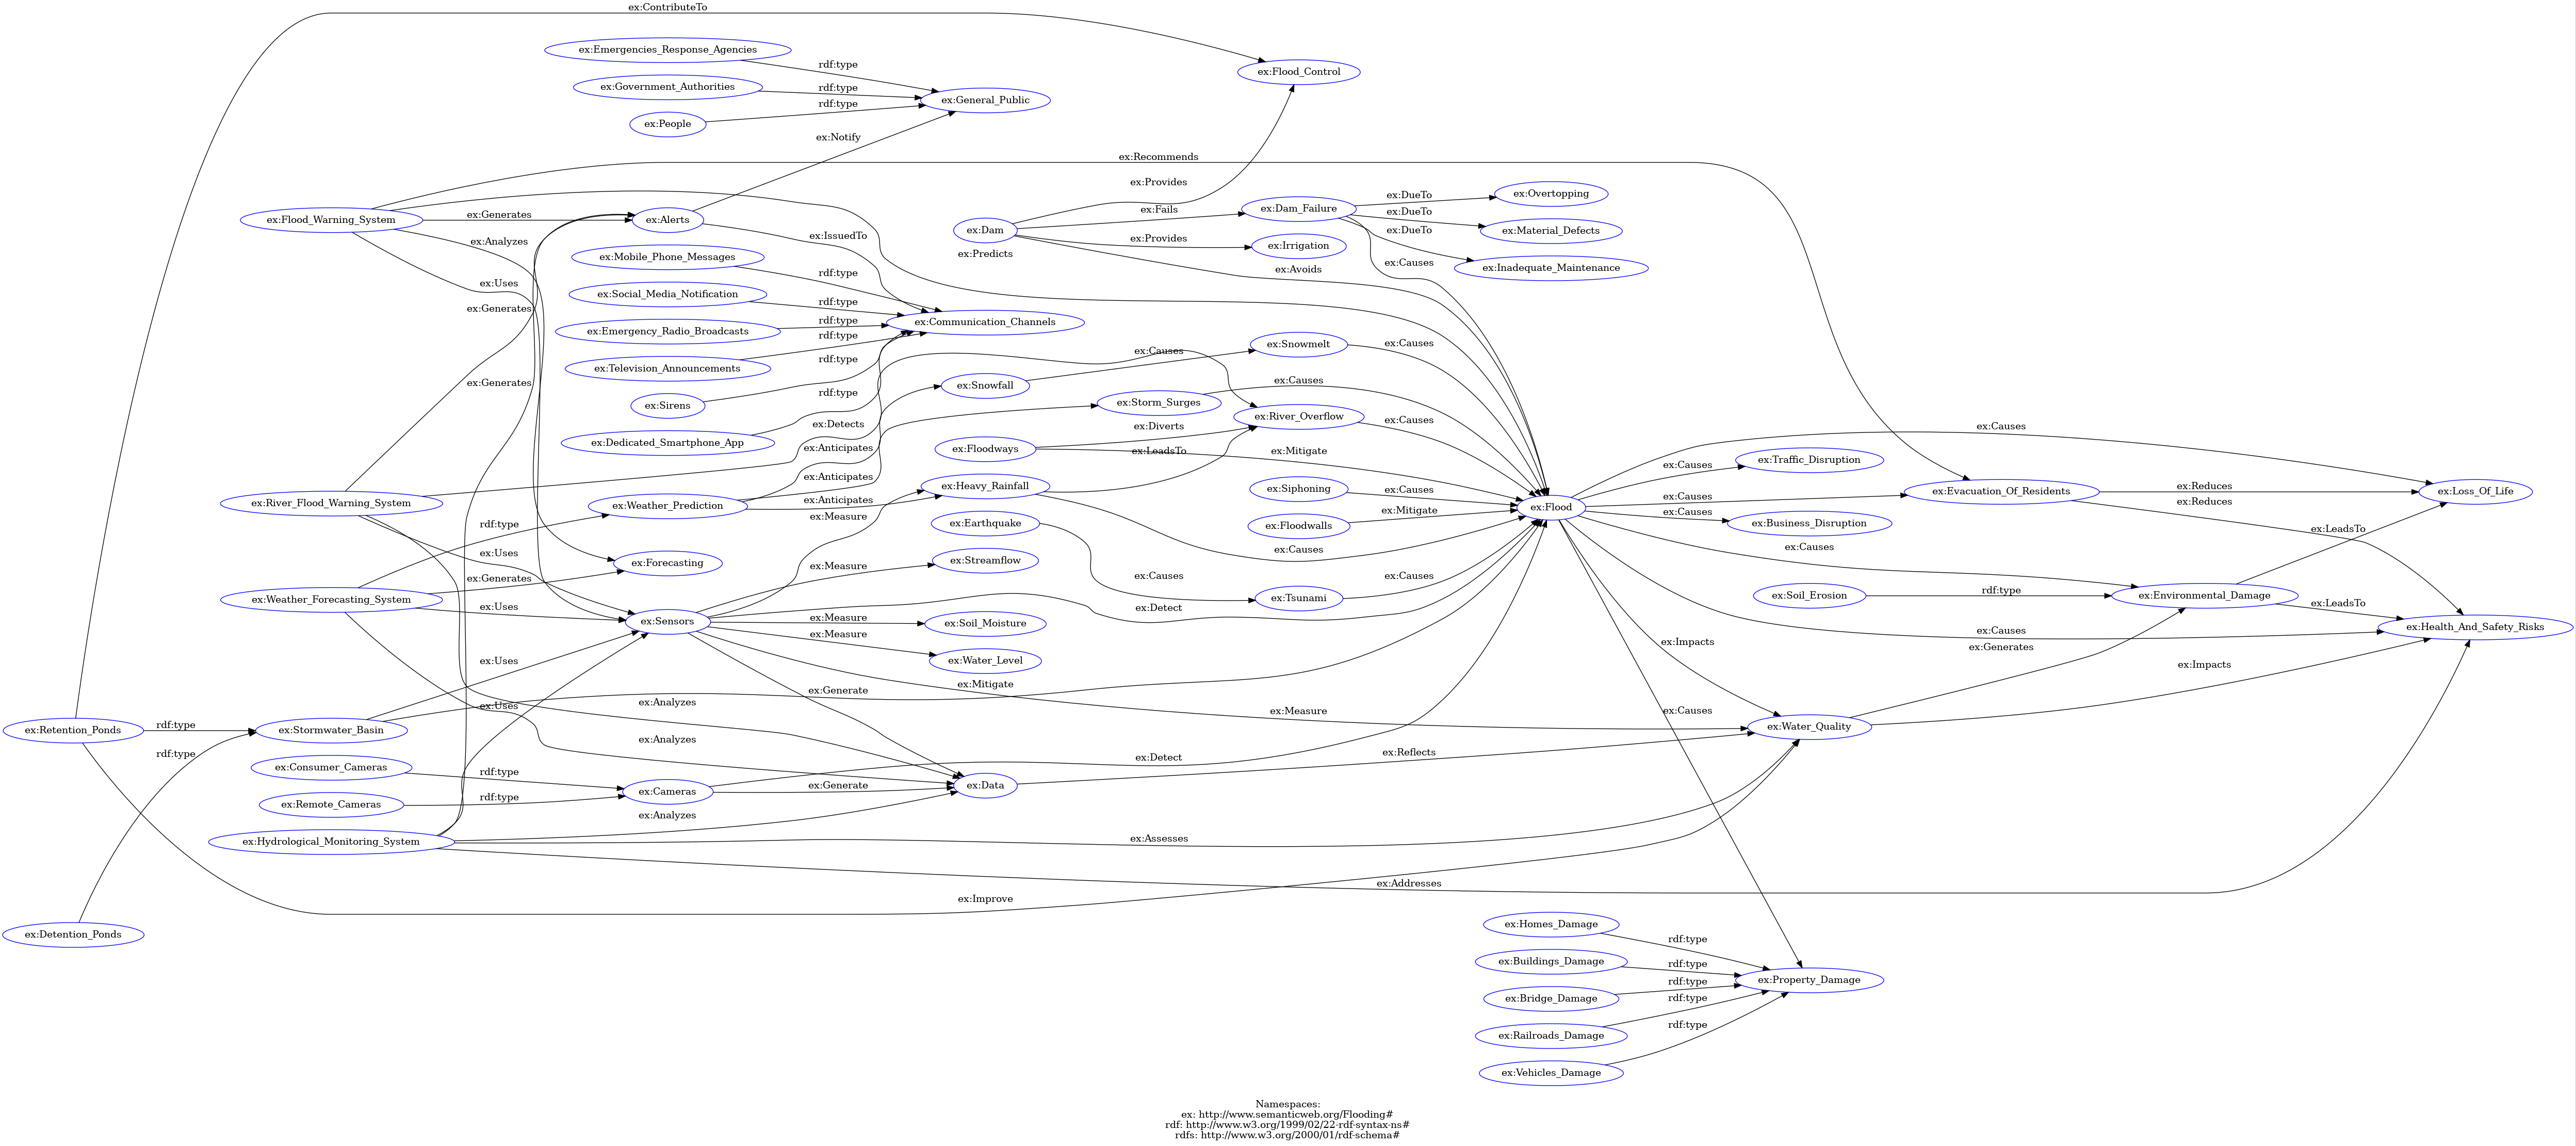 ex:ContributeTo
ex:Emergencies_Response_Agencies
rdf:type
ex:Flood_Control
ex:Government_Authorities
rdf:type
ex:General_Public
rdf:type
ex:People
ex:Notify
ex:Recommends
ex:Provides
ex:Overtopping
ex:DueTo
ex:Flood_Warning_System
ex:Generates
ex:Alerts
ex:Fails
ex:Dam_Failure
ex:DueTo
ex:Dam
ex:DueTo
ex:Material_Defects
ex:Analyzes
ex:IssuedTo
ex:Provides
ex:Irrigation
ex:Predicts
ex:Mobile_Phone_Messages
ex:Causes
ex:Inadequate_Maintenance
ex:Avoids
rdf:type
ex:Uses
ex:Social_Media_Notification
rdf:type
ex:Generates
rdf:type
ex:Communication_Channels
ex:Emergency_Radio_Broadcasts
rdf:type
ex:Causes
ex:Snowmelt
ex:Causes
rdf:type
ex:Television_Announcements
ex:Generates
ex:Snowfall
ex:Causes
rdf:type
ex:Sirens
ex:Storm_Surges
ex:River_Overflow
ex:Causes
ex:Detects
ex:Diverts
ex:Causes
ex:Dedicated_Smartphone_App
ex:Anticipates
ex:Floodways
ex:LeadsTo
ex:Mitigate
ex:Traffic_Disruption
ex:Causes
ex:Anticipates
ex:Heavy_Rainfall
ex:Siphoning
ex:Causes
ex:Causes
ex:Evacuation_Of_Residents
ex:Reduces
ex:Loss_Of_Life
ex:River_Flood_Warning_System
ex:Weather_Prediction
ex:Anticipates
ex:Flood
ex:Reduces
ex:Measure
ex:Mitigate
ex:Causes
rdf:type
ex:Earthquake
ex:Floodwalls
ex:Business_Disruption
ex:LeadsTo
ex:Uses
ex:Causes
ex:Causes
ex:Forecasting
ex:Measure
ex:Streamflow
ex:Generates
ex:Causes
ex:Causes
ex:Weather_Forecasting_System
ex:Uses
ex:Tsunami
ex:Soil_Erosion
rdf:type
ex:Environmental_Damage
ex:Detect
ex:LeadsTo
ex:Sensors
ex:Measure
ex:Soil_Moisture
ex:Health_And_Safety_Risks
ex:Measure
ex:Causes
ex:Impacts
ex:Generates
ex:Uses
ex:Water_Level
ex:Impacts
ex:Mitigate
ex:Generate
ex:Analyzes
ex:Uses
ex:Measure
ex:Causes
rdf:type
ex:Water_Quality
ex:Retention_Ponds
ex:Stormwater_Basin
ex:Analyzes
rdf:type
ex:Detect
ex:Reflects
ex:Consumer_Cameras
rdf:type
ex:Generate
ex:Data
ex:Cameras
rdf:type
ex:Remote_Cameras
ex:Analyzes
ex:Hydrological_Monitoring_System
ex:Assesses
ex:Addresses
ex:Improve
ex:Detention_Ponds
ex:Homes_Damage
rdf:type
ex:Buildings_Damage
rdf:type
ex:Property_Damage
rdf:type
ex:Bridge_Damage
rdf:type
ex:Railroads_Damage
rdf:type
ex:Vehicles_Damage
Namespaces:
ex: http://www.semanticweb.org/Flooding#
rdf: http://www.w3.org/1999/02/22-rdf-syntax-ns#
rdfs: http://www.w3.org/2000/01/rdf-schema#